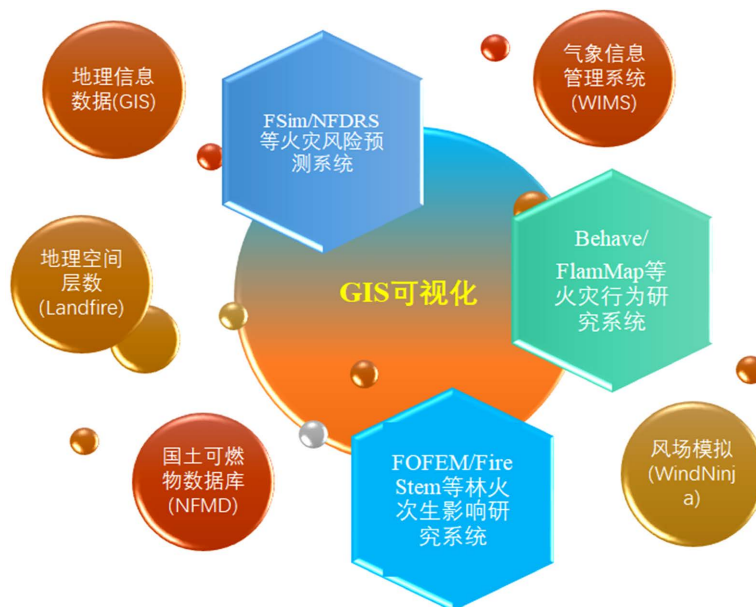 地理信息
数据(GIS)
FSim/NFDRS
等火灾风险预
测系统
气象信息
管理系统
(WIMS)
地理空间
层数
(Landfire)
GIS可视化
Behave/
FlamMap等
火灾行为研
究系统
国土可燃
物数据库
(NFMD)
FOFEM/Fire
Stem等林火
次生影响研
究系统
风场模拟
(WindNinj
a)